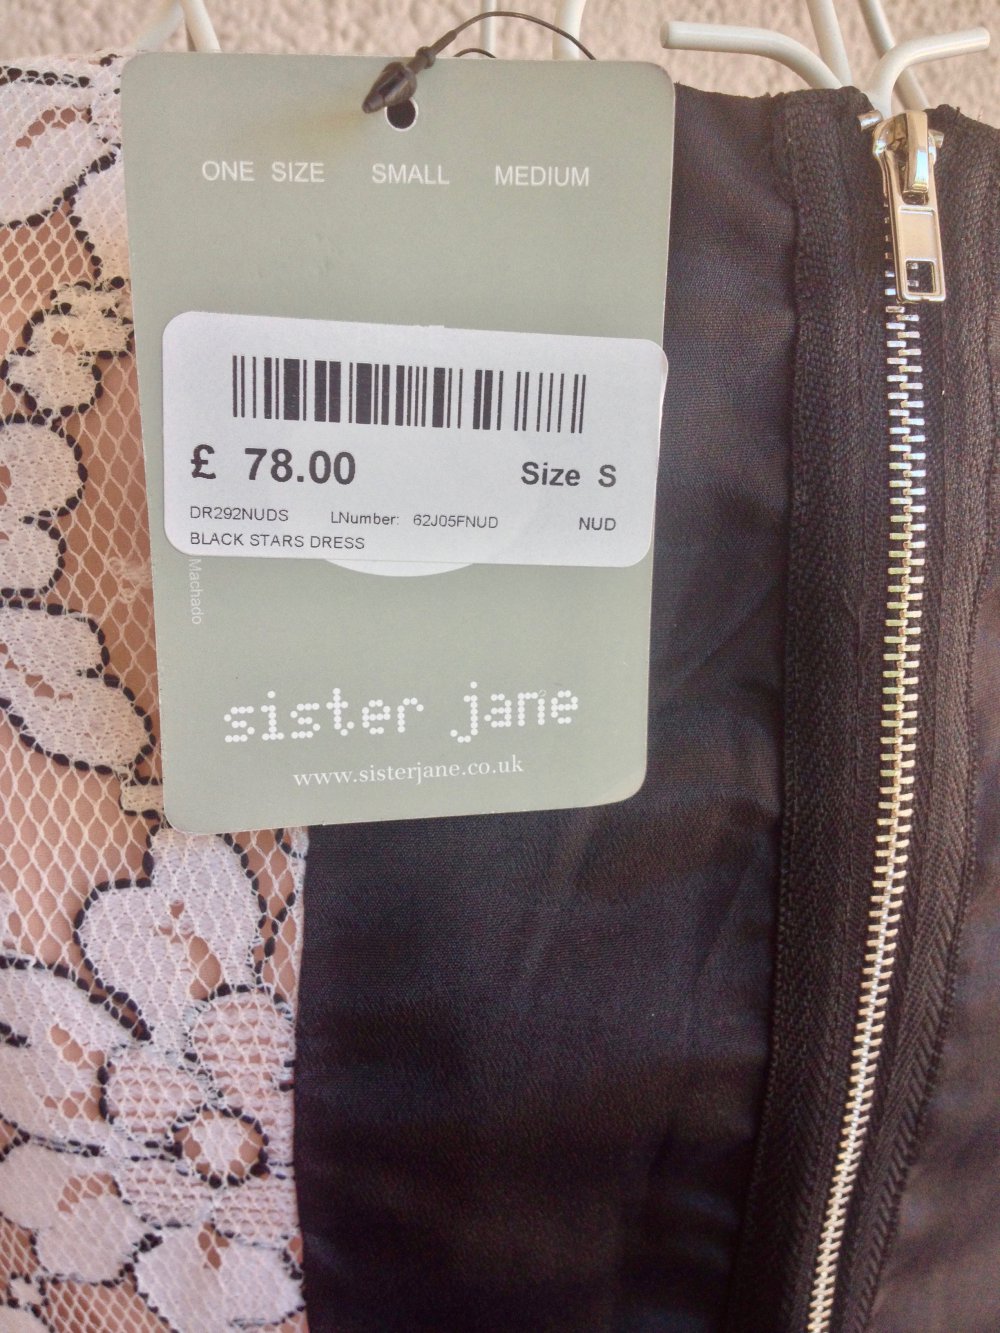 ONE SIZE SMALL MEDIUM
£ 78.00 Size S
DR292NUDS LNumber: 62J05FNUD NUD
BLACK STARS DRESS
Machado
sister jane
www.sisterjane.co.uk